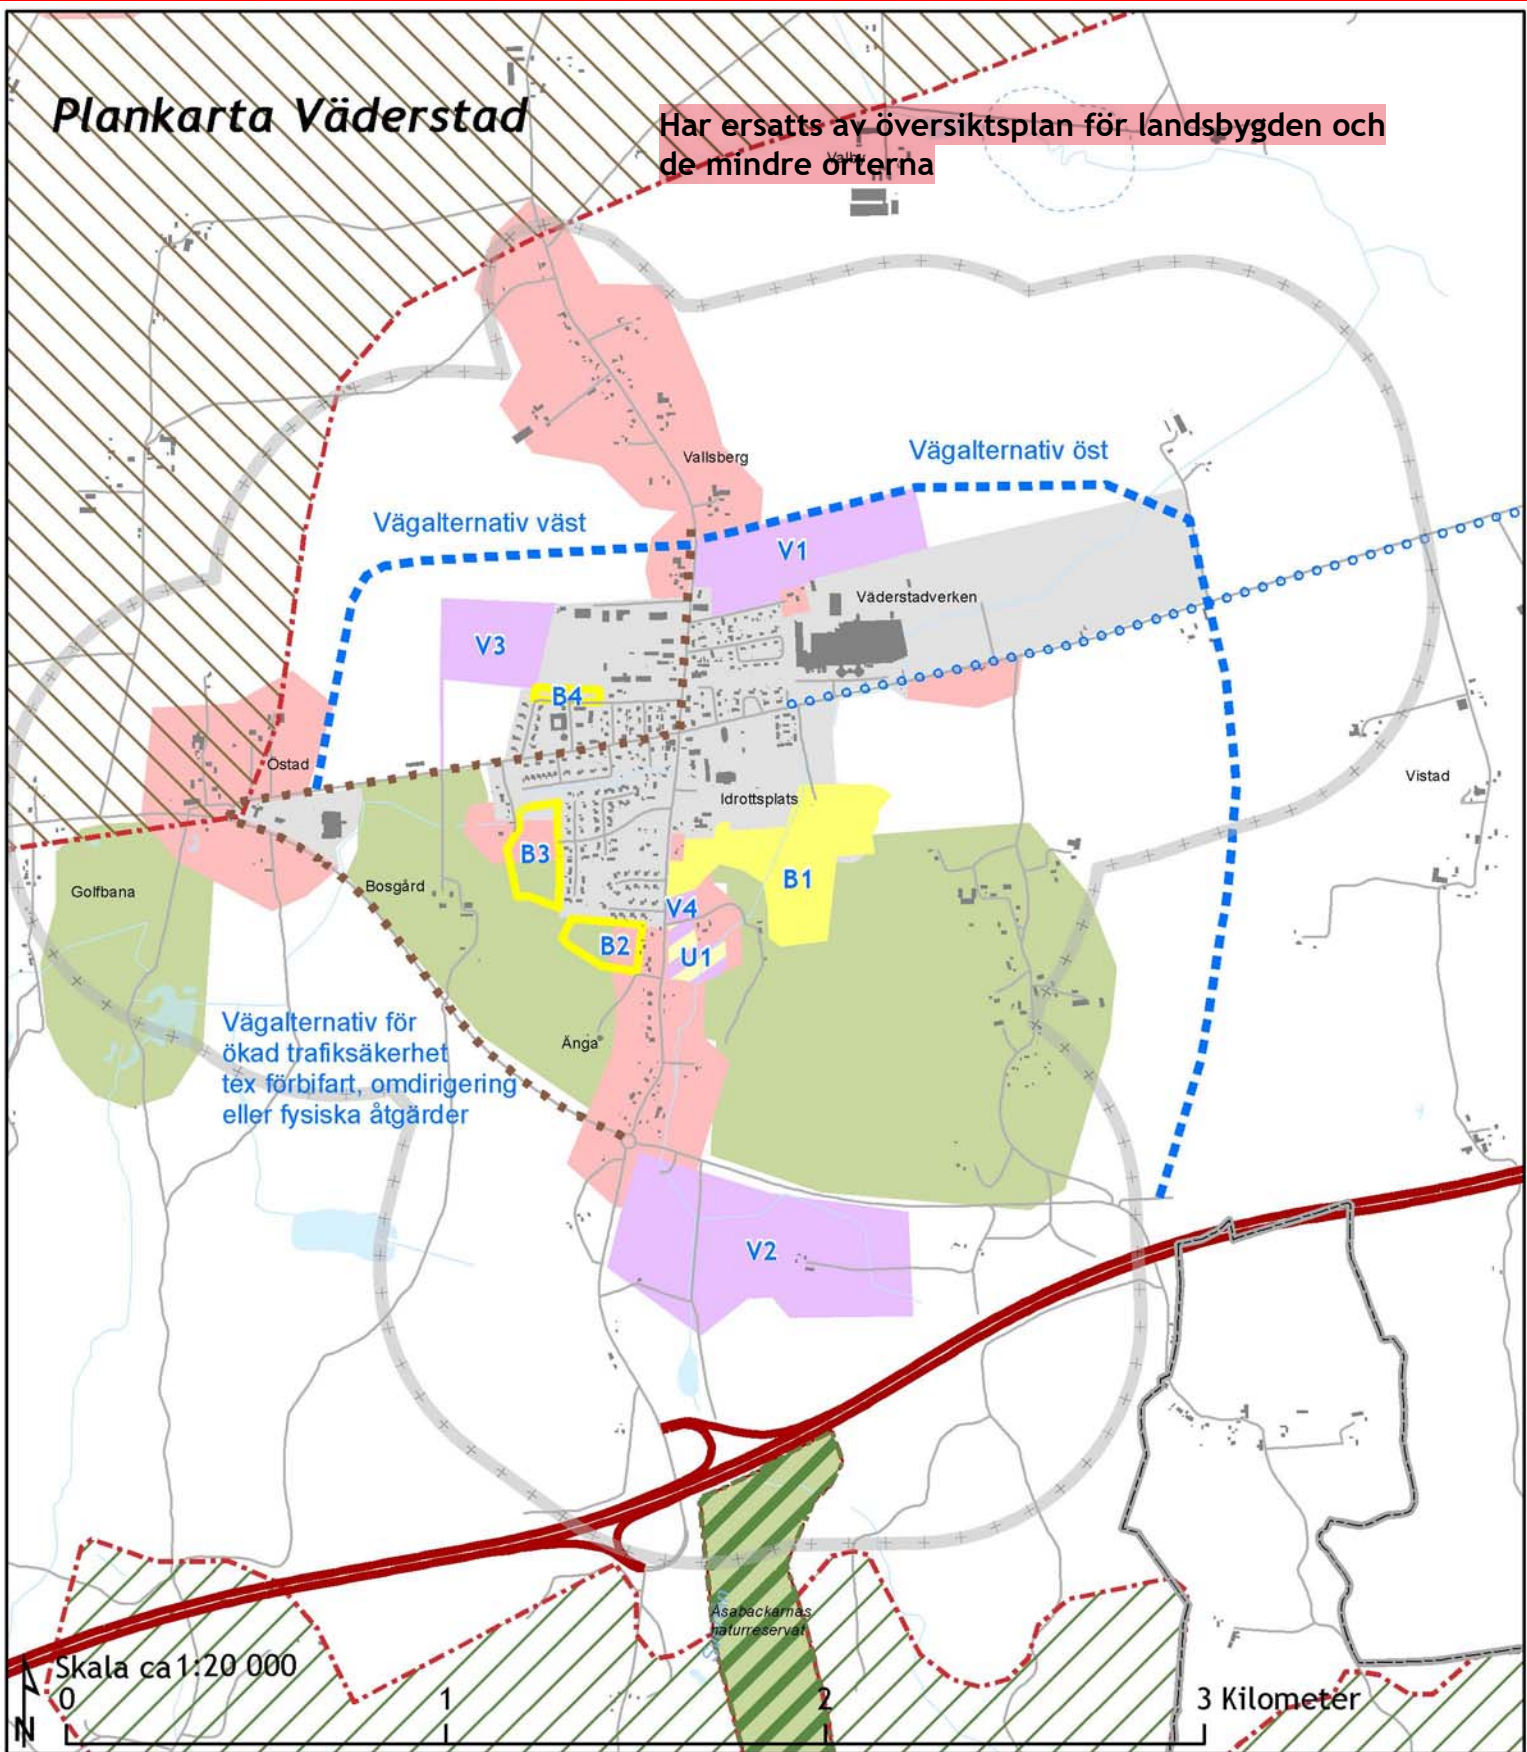 Plankarta Väderstad
Har ersatts av översiktsplan för landsbygden och
de mindre orterna
Valby
Vallsberg
Vägalternativ öst
Vägalternativ väst
V1
Väderstadverken
V3
B4
Östad
Idrottsplats
Vistad
B3
B1
Golfbana
Bosgård
V4
B2
U1
Änga
Vägalternativ för
ökad trafiksäkerhet
tex förbifart, omdirigering
eller fysiska åtgärder
V2
Åsabackarnas
naturreservat
Skala ca 1:20 000
0 1 2 3 Kilometer
N